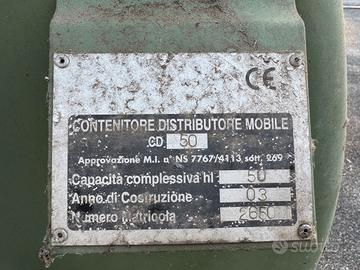 CE
CONTENITORE DISTRIBUTORE MOBILE
CD 50
Approvazione M.I. n° NS 7767/4113 sott. 269
Capacità complessiva hl 50
Anno di Costruzione 03
Numero Matricola
subito